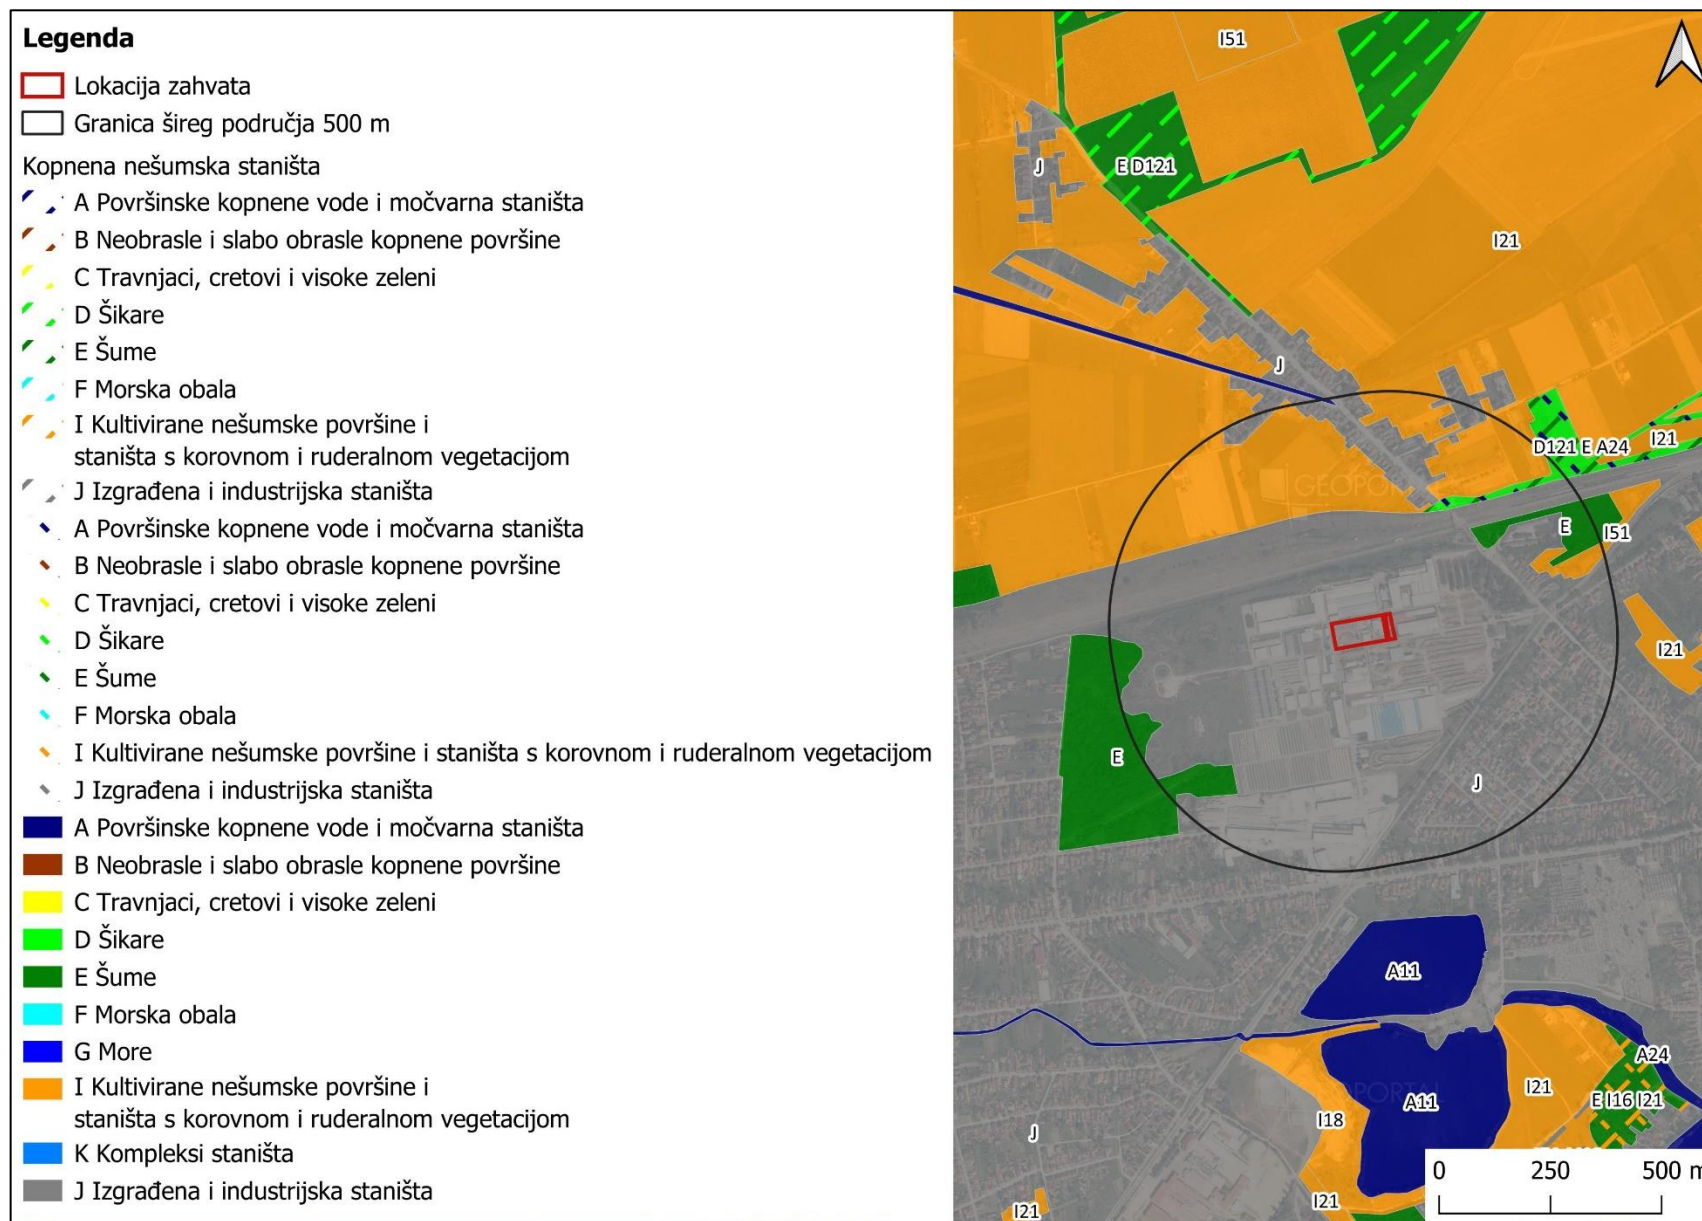 Legenda
Lokacija zahvata
Granica šireg područja 500 m
Kopnena nešumska staništa
A Površinske kopnene vode i močvarna staništa
B Neobrasle i slabo obrasle kopnene površine
C Travnjaci, cretovi i visoke zeleni
D Šikare
E Šume
F Morska obala
I Kultivirane nešumske površine i
staništa s korovnom i ruderalnom vegetacijom
J Izgrađena i industrijska staništa
A Površinske kopnene vode i močvarna staništa
B Neobrasle i slabo obrasle kopnene površine
C Travnjaci, cretovi i visoke zeleni
D Šikare
E Šume
F Morska obala
I Kultivirane nešumske površine i staništa s korovnom i ruderalnom vegetacijom
J Izgrađena i industrijska staništa
A Površinske kopnene vode i močvarna staništa
B Neobrasle i slabo obrasle kopnene površine
C Travnjaci, cretovi i visoke zeleni
D Šikare
E Šume
F Morska obala
G More
I Kultivirane nešumske površine i
staništa s korovnom i ruderalnom vegetacijom
K Kompleksi staništa
J Izgrađena i industrijska staništa
I51
J
E D121
I21
J
D121 E A24
I21
GEOPORTAL
E
I51
I21
E
J
A11
A24
I21
E I16 I21
GEOPORTAL
A11
I18
J
I21
I21
0 250 500 m